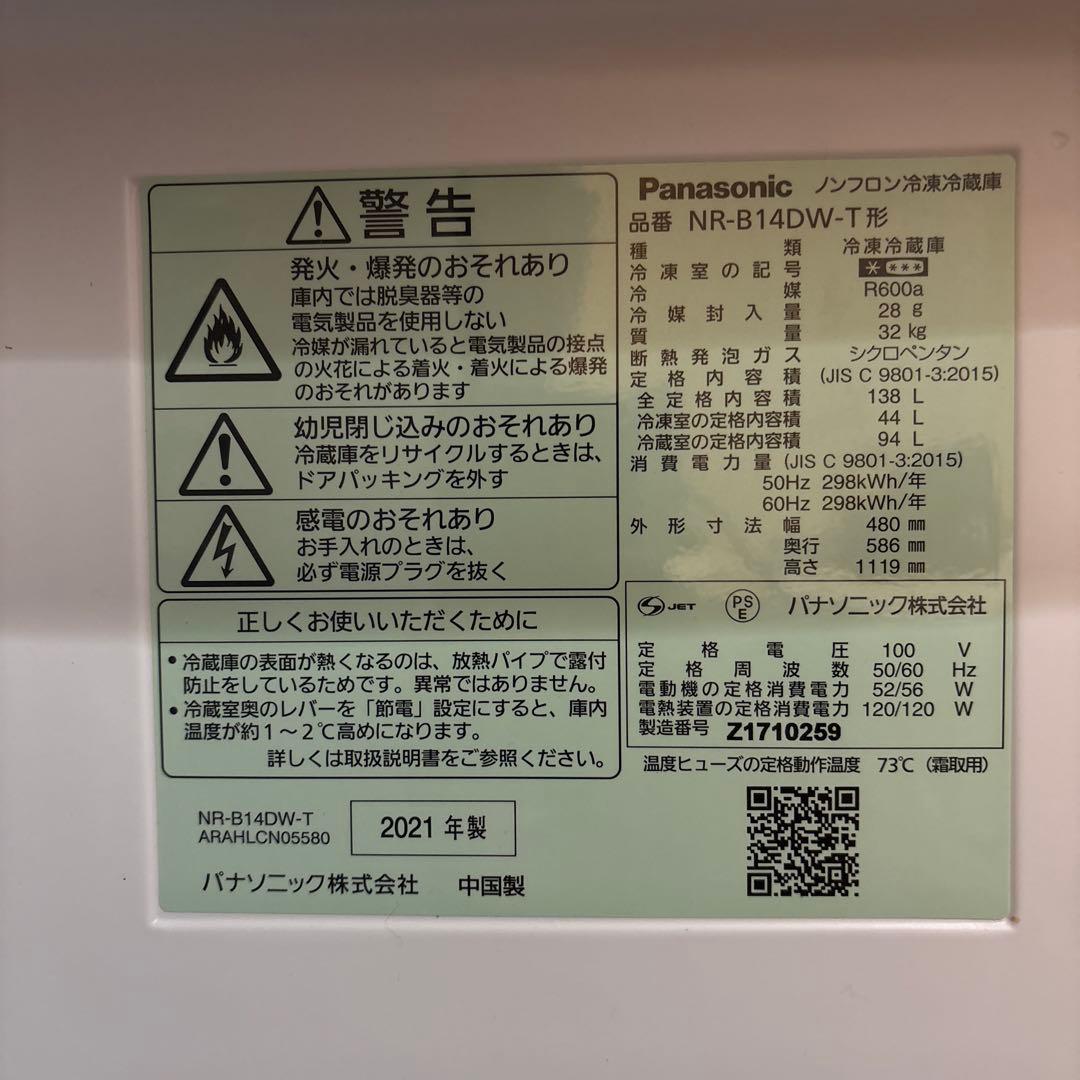 警告
発火・爆発のおそれあり
庫内では脱臭器等の
電気製品を使用しない
冷媒が漏れていると電気製品の接点
の火花による着火・着火による爆発
のおそれがあります
幼児閉じ込みのおそれあり
冷蔵庫をリサイクルするときは、
ドアパッキングを外す
感電のおそれあり
お手入れのときは、
必ず電源プラグを抜く
正しくお使いいただくために
•冷蔵庫の表面が熱くなるのは、放熱パイプで露付
防止をしているためです。異常ではありません。
•冷蔵室奥のレバーを「節電」設定にすると、庫内
温度が約1～2℃高めになります。
詳しくは取扱説明書をご参照ください。
NR-B14DW-T
ARAHLCN05580
2021 年製
パナソニック株式会社 中国製
Panasonic ノンフロン冷凍冷蔵庫
品番 NR-B14DW-T形
種類 冷凍冷蔵庫
冷凍室の記号 * ***
冷媒 R600a
冷媒封入量 28 g
質量 32 kg
断熱発泡ガス シクロペンタン
定格内容積 (JIS C 9801-3:2015)
全定格内容積 138 L
冷凍室の定格内容積 44 L
冷蔵室の定格内容積 94 L
消費電力量 (JIS C 9801-3:2015)
50Hz 298kWh/年
60Hz 298kWh/年
外形寸法 幅 480 mm
奥行 586 mm
高さ 1119 mm
S JET PS E パナソニック株式会社
定格電圧 100 V
定格周波数 50/60 Hz
電動機の定格消費電力 52/56 W
電熱装置の定格消費電力 120/120 W
製造番号 Z1710259
温度ヒューズの定格動作温度 73℃（霜取用）